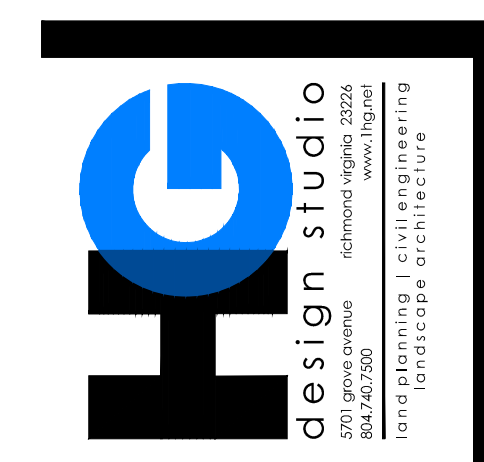 HG
design studio
5701 grove avenue richmond virginia 23226
804.740.7500 www.1hg.net
land planning | civil engineering
landscape architecture